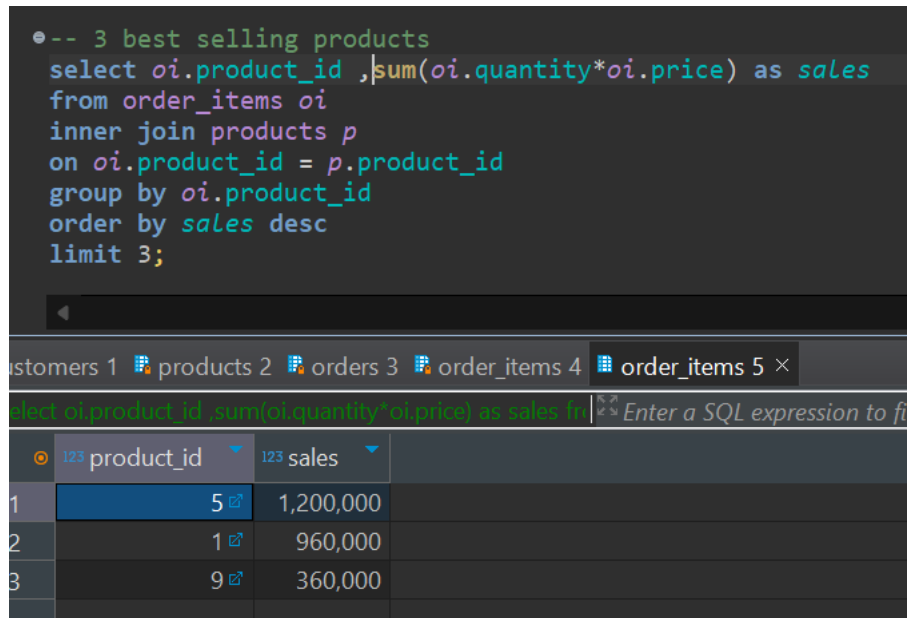 -- 3 best selling products
select oi.product_id ,sum(oi.quantity*oi.price) as sales
from order_items oi
inner join products p
on oi.product_id = p.product_id
group by oi.product_id
order by sales desc
limit 3;
ustomers 1 products 2 orders 3 order_items 4 order_items 5 ×
elect oi.product_id ,sum(oi.quantity*oi.price) as sales fr Enter a SQL expression to fi
123 product_id 123 sales
1 5 1,200,000
2 1 960,000
3 9 360,000